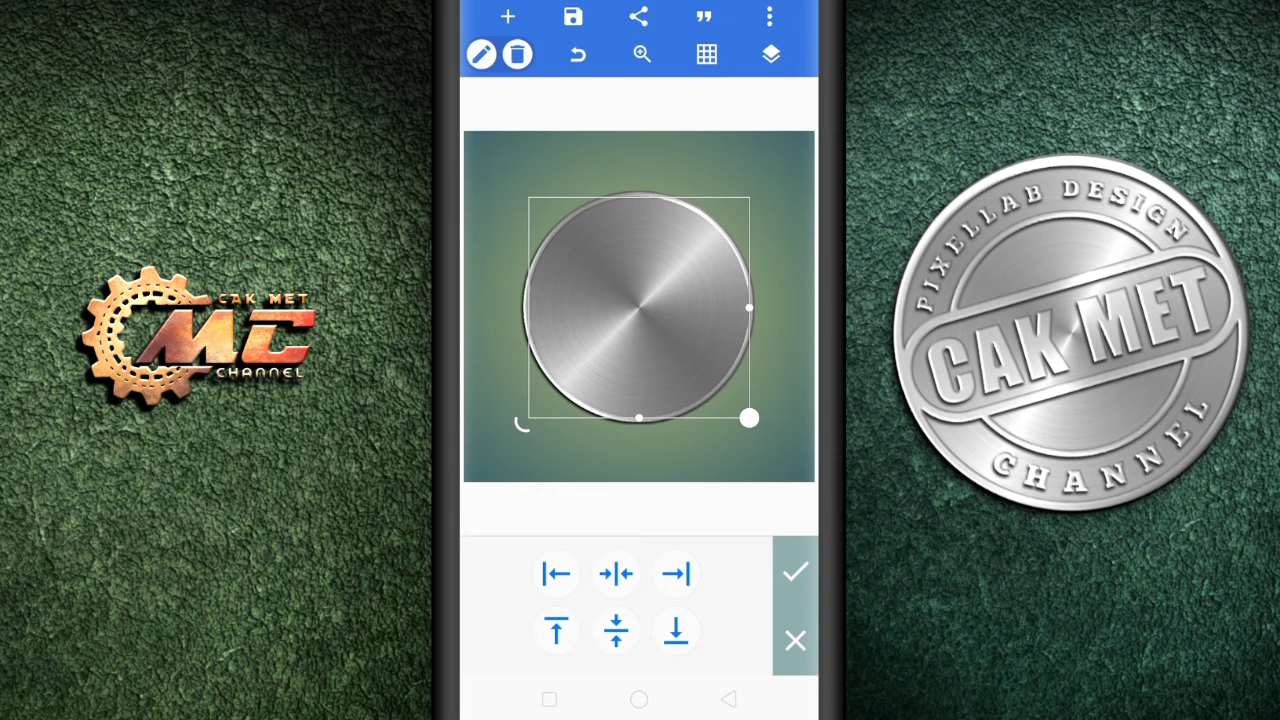 CAK MET
MC
CHANNEL
PIXELLAB DESIGN
CAK MET
CHANNEL